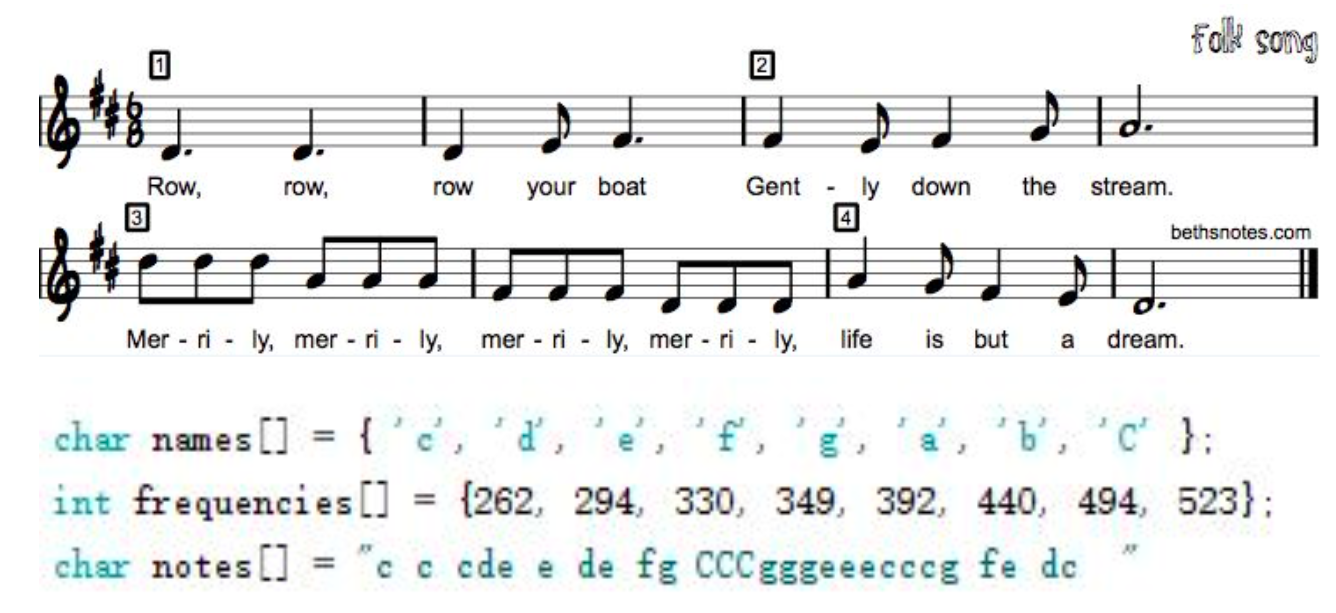 folk song
1 2
6
8
Row, row, row your boat Gent - ly down the stream.
3 4
bethsnotes.com
Mer - ri - ly, mer - ri - ly, mer - ri - ly, mer - ri - ly, life is but a dream.
char names[] = { 'c', 'd', 'e', 'f', 'g', 'a', 'b', 'C' };
int frequencies[] = {262, 294, 330, 349, 392, 440, 494, 523};
char notes[] = "c c cde e de fg CCCgggeeecccg fe dc  "